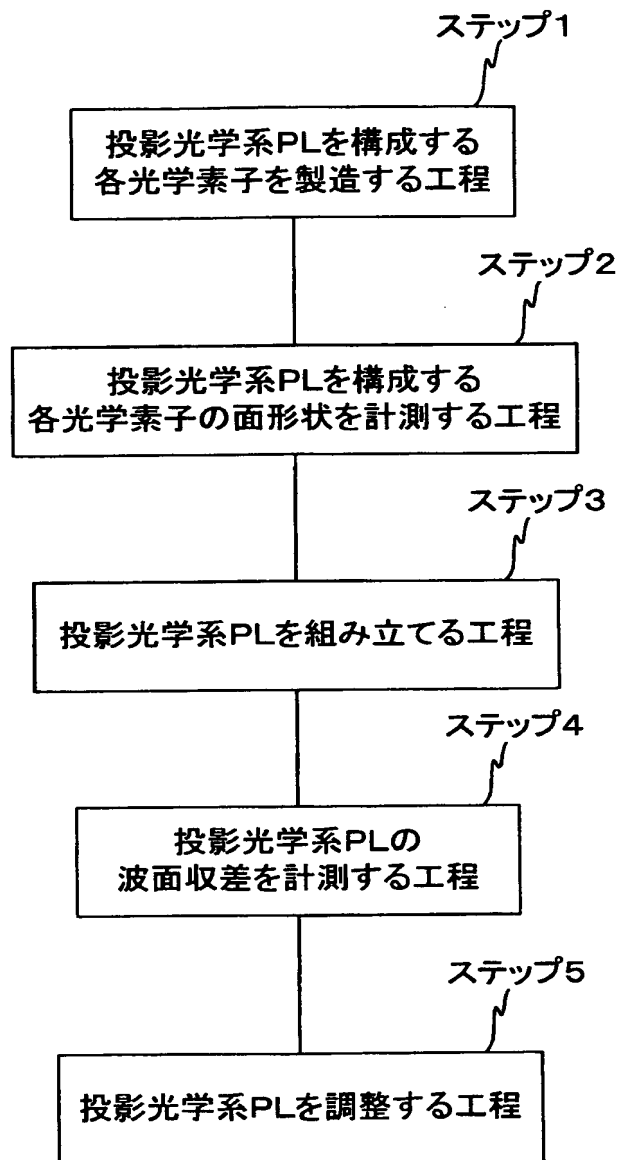 ステップ1
投影光学系PLを構成する
各光学素子を製造する工程
ステップ2
投影光学系PLを構成する
各光学素子の面形状を計測する工程
ステップ3
投影光学系PLを組み立てる工程
ステップ4
投影光学系PLの
波面収差を計測する工程
ステップ5
投影光学系PLを調整する工程